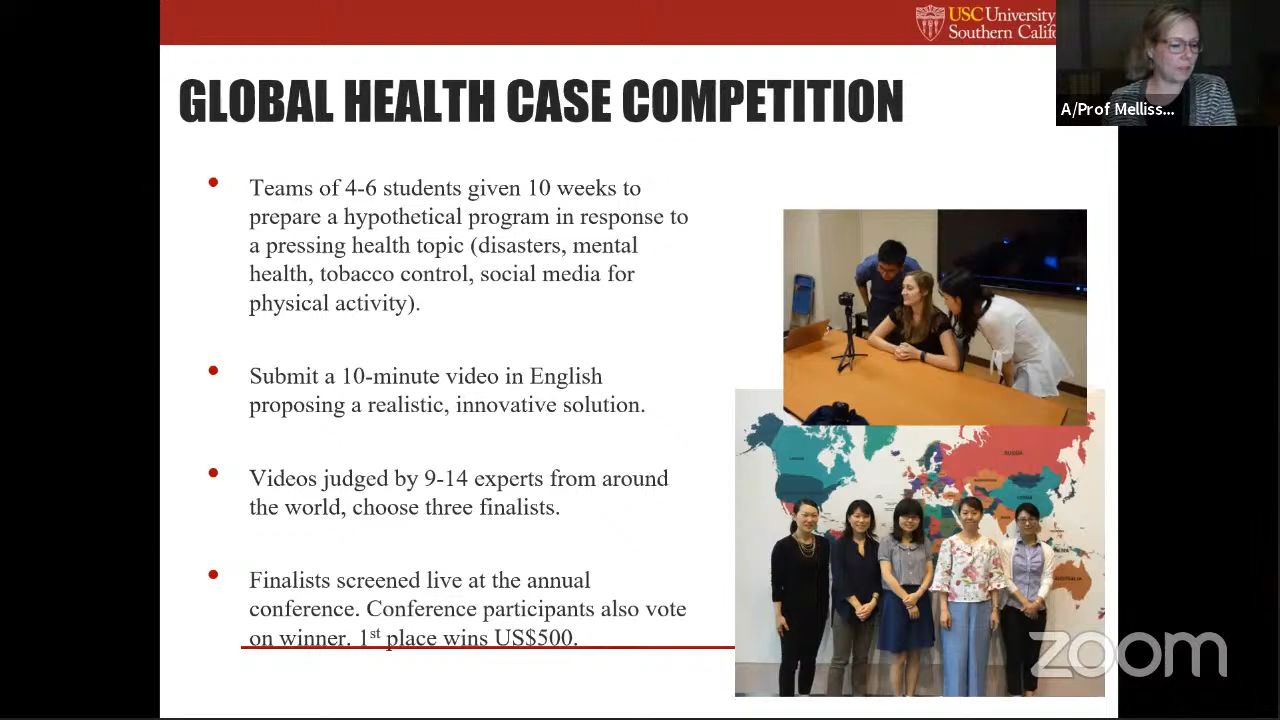 USC University
Southern Califo
A/Prof Melliss...
GLOBAL HEALTH CASE COMPETITION
• Teams of 4-6 students given 10 weeks to
prepare a hypothetical program in response to
a pressing health topic (disasters, mental
health, tobacco control, social media for
physical activity).
• Submit a 10-minute video in English
proposing a realistic, innovative solution.
• Videos judged by 9-14 experts from around
the world, choose three finalists.
• Finalists screened live at the annual
conference. Conference participants also vote
on winner. 1st place wins US$500.
RUSSIA
AUSTRALIA
zoom